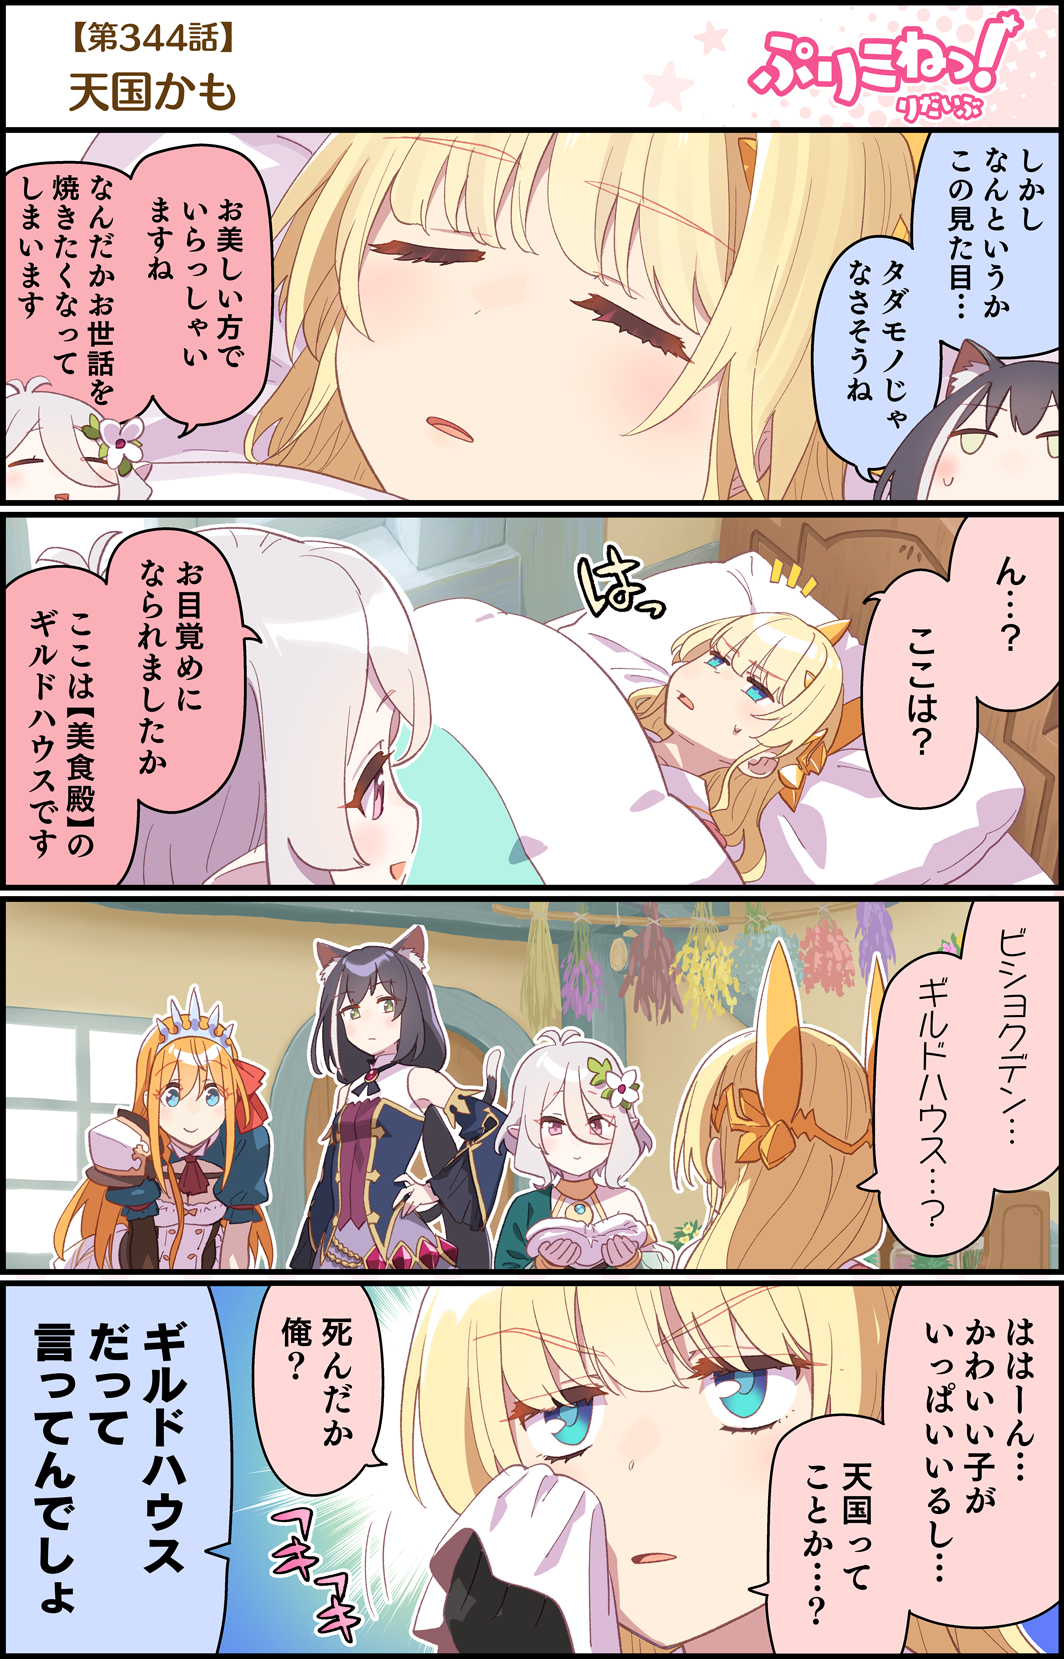 【第344話】
天国かも
ぷりこねっ！
りだいぶ
しかし
なんというか
この見た目…
タダモノじゃ
なさそうね
お美しい方で
いらっしゃい
ますね
なんだかお世話を
焼きたくなって
しまいます
ん…？
ここは？
はっ
お目覚めに
なられましたか
ここは【美食殿】の
ギルドハウスです
ビショクデン…
ギルドハウス…？
ははーん…
かわいい子が
いっぱいいるし…
天国って
ことか…？
死んだか
俺？
フキフキ
ギルドハウス
だって
言ってんでしょ